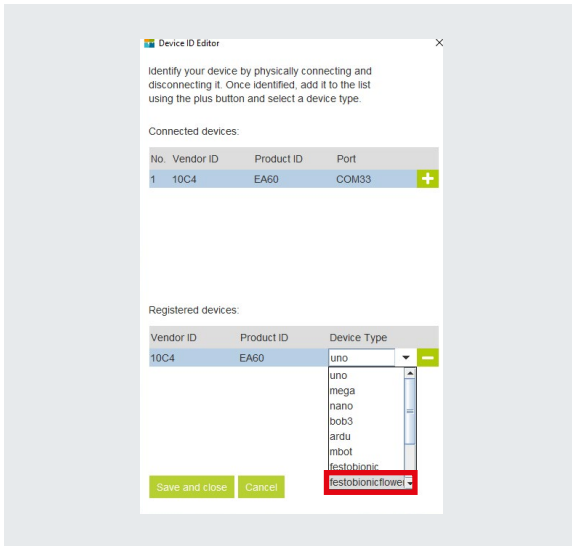 Device ID Editor
Identify your device by physically connecting and
disconnecting it. Once identified, add it to the list
using the plus button and select a device type.
Connected devices:
No. Vendor ID Product ID Port
1 10C4 EA60 COM33
Registered devices:
Vendor ID Product ID Device Type
10C4 EA60 uno
uno
mega
nano
bob3
ardu
mbot
festobionic
festobionicflower
Save and close Cancel